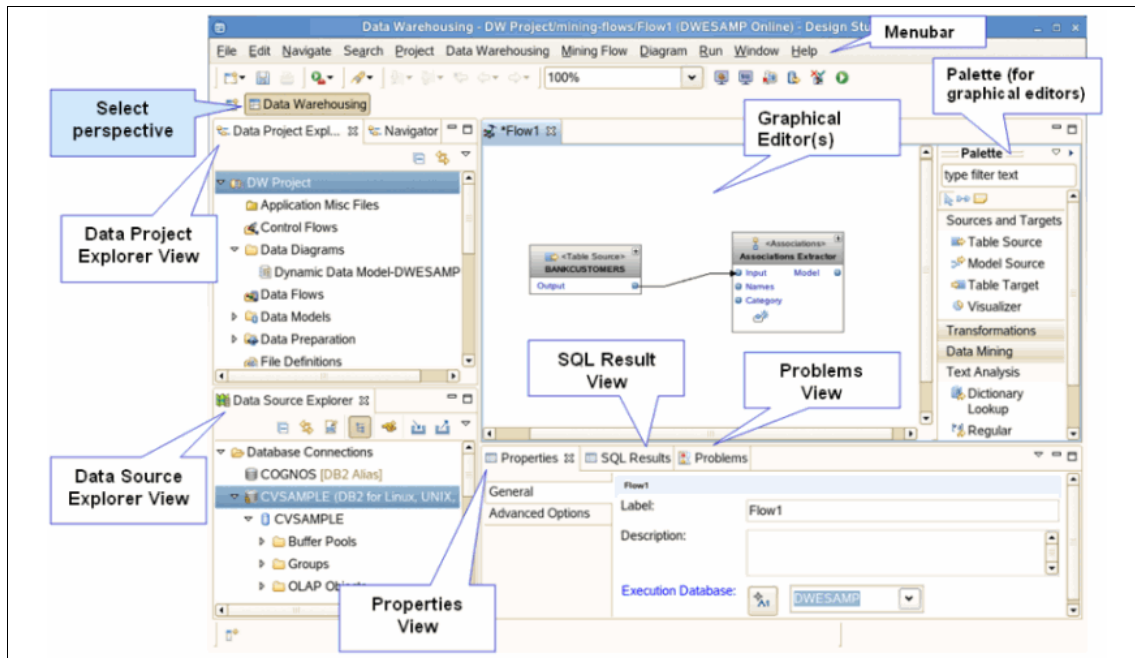 Data Warehousing - DW Project/mining-flows/Flow1 (DWESAMP Online) - Design Stu
Menubar
File Edit Navigate Search Project Data Warehousing Mining Flow Diagram Run Window Help
100%
Palette (for
graphical editors)
Select
perspective
Data Warehousing
Data Project Expl...
Navigator
*Flow1
Graphical
Editor(s)
Palette
type filter text
DW Project
Application Misc Files
Control Flows
Data Diagrams
Dynamic Data Model-DWESAMP
Data Flows
Data Models
Data Preparation
File Definitions
Data Project
Explorer View
<Table Source>
BANKCUSTOMERS
Output
<Associations>
Associations Extractor
Input Model
Names
Category
Sources and Targets
Table Source
Model Source
Table Target
Visualizer
Transformations
Data Mining
Text Analysis
Dictionary
Lookup
Regular
SQL Result
View
Problems
View
Data Source Explorer
Database Connections
COGNOS [DB2 Alias]
CVSAMPLE (DB2 for Linux, UNIX,
CVSAMPLE
Buffer Pools
Groups
OLAP Objects
Data Source
Explorer View
Properties
SQL Results
Problems
General
Advanced Options
Flow1
Label:
Flow1
Description:
Execution Database:
DWESAMP
Properties
View